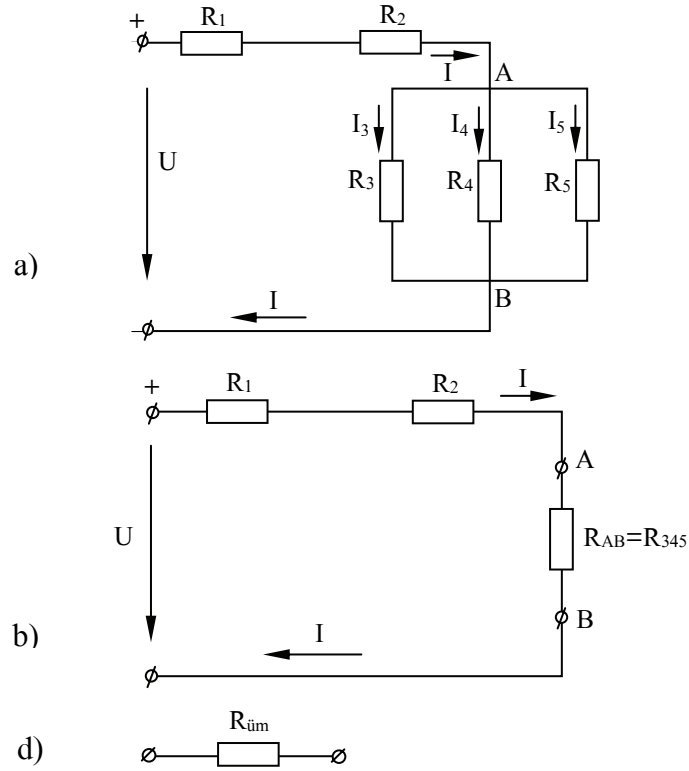 + R1 R2
I A
I3 I4 I5
U
R3 R4 R5
a)
I B
–
+ R1 R2 I
A
U RAB=R345
B
b) I
Rüm
d)